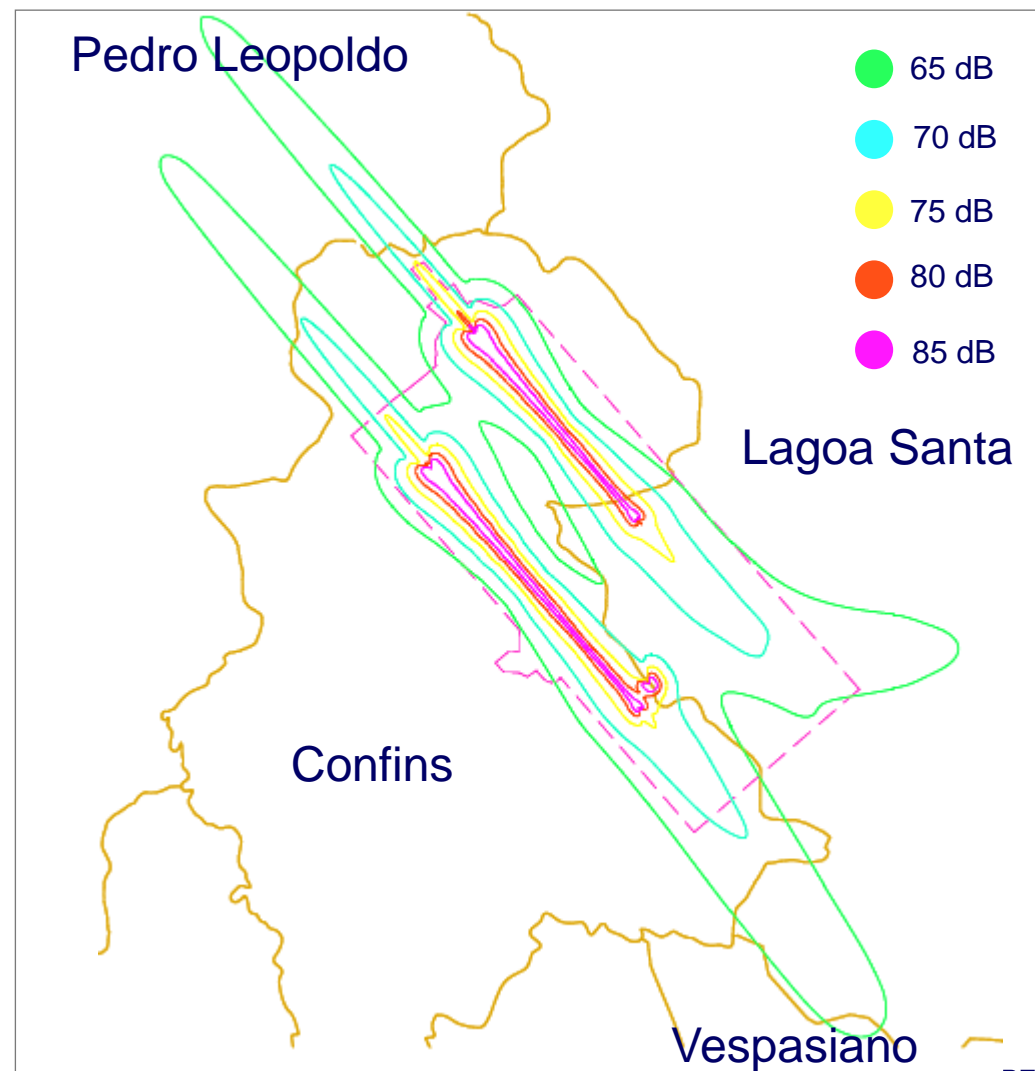 Pedro Leopoldo
65 dB
70 dB
75 dB
80 dB
85 dB
Lagoa Santa
Confins
Vespasiano